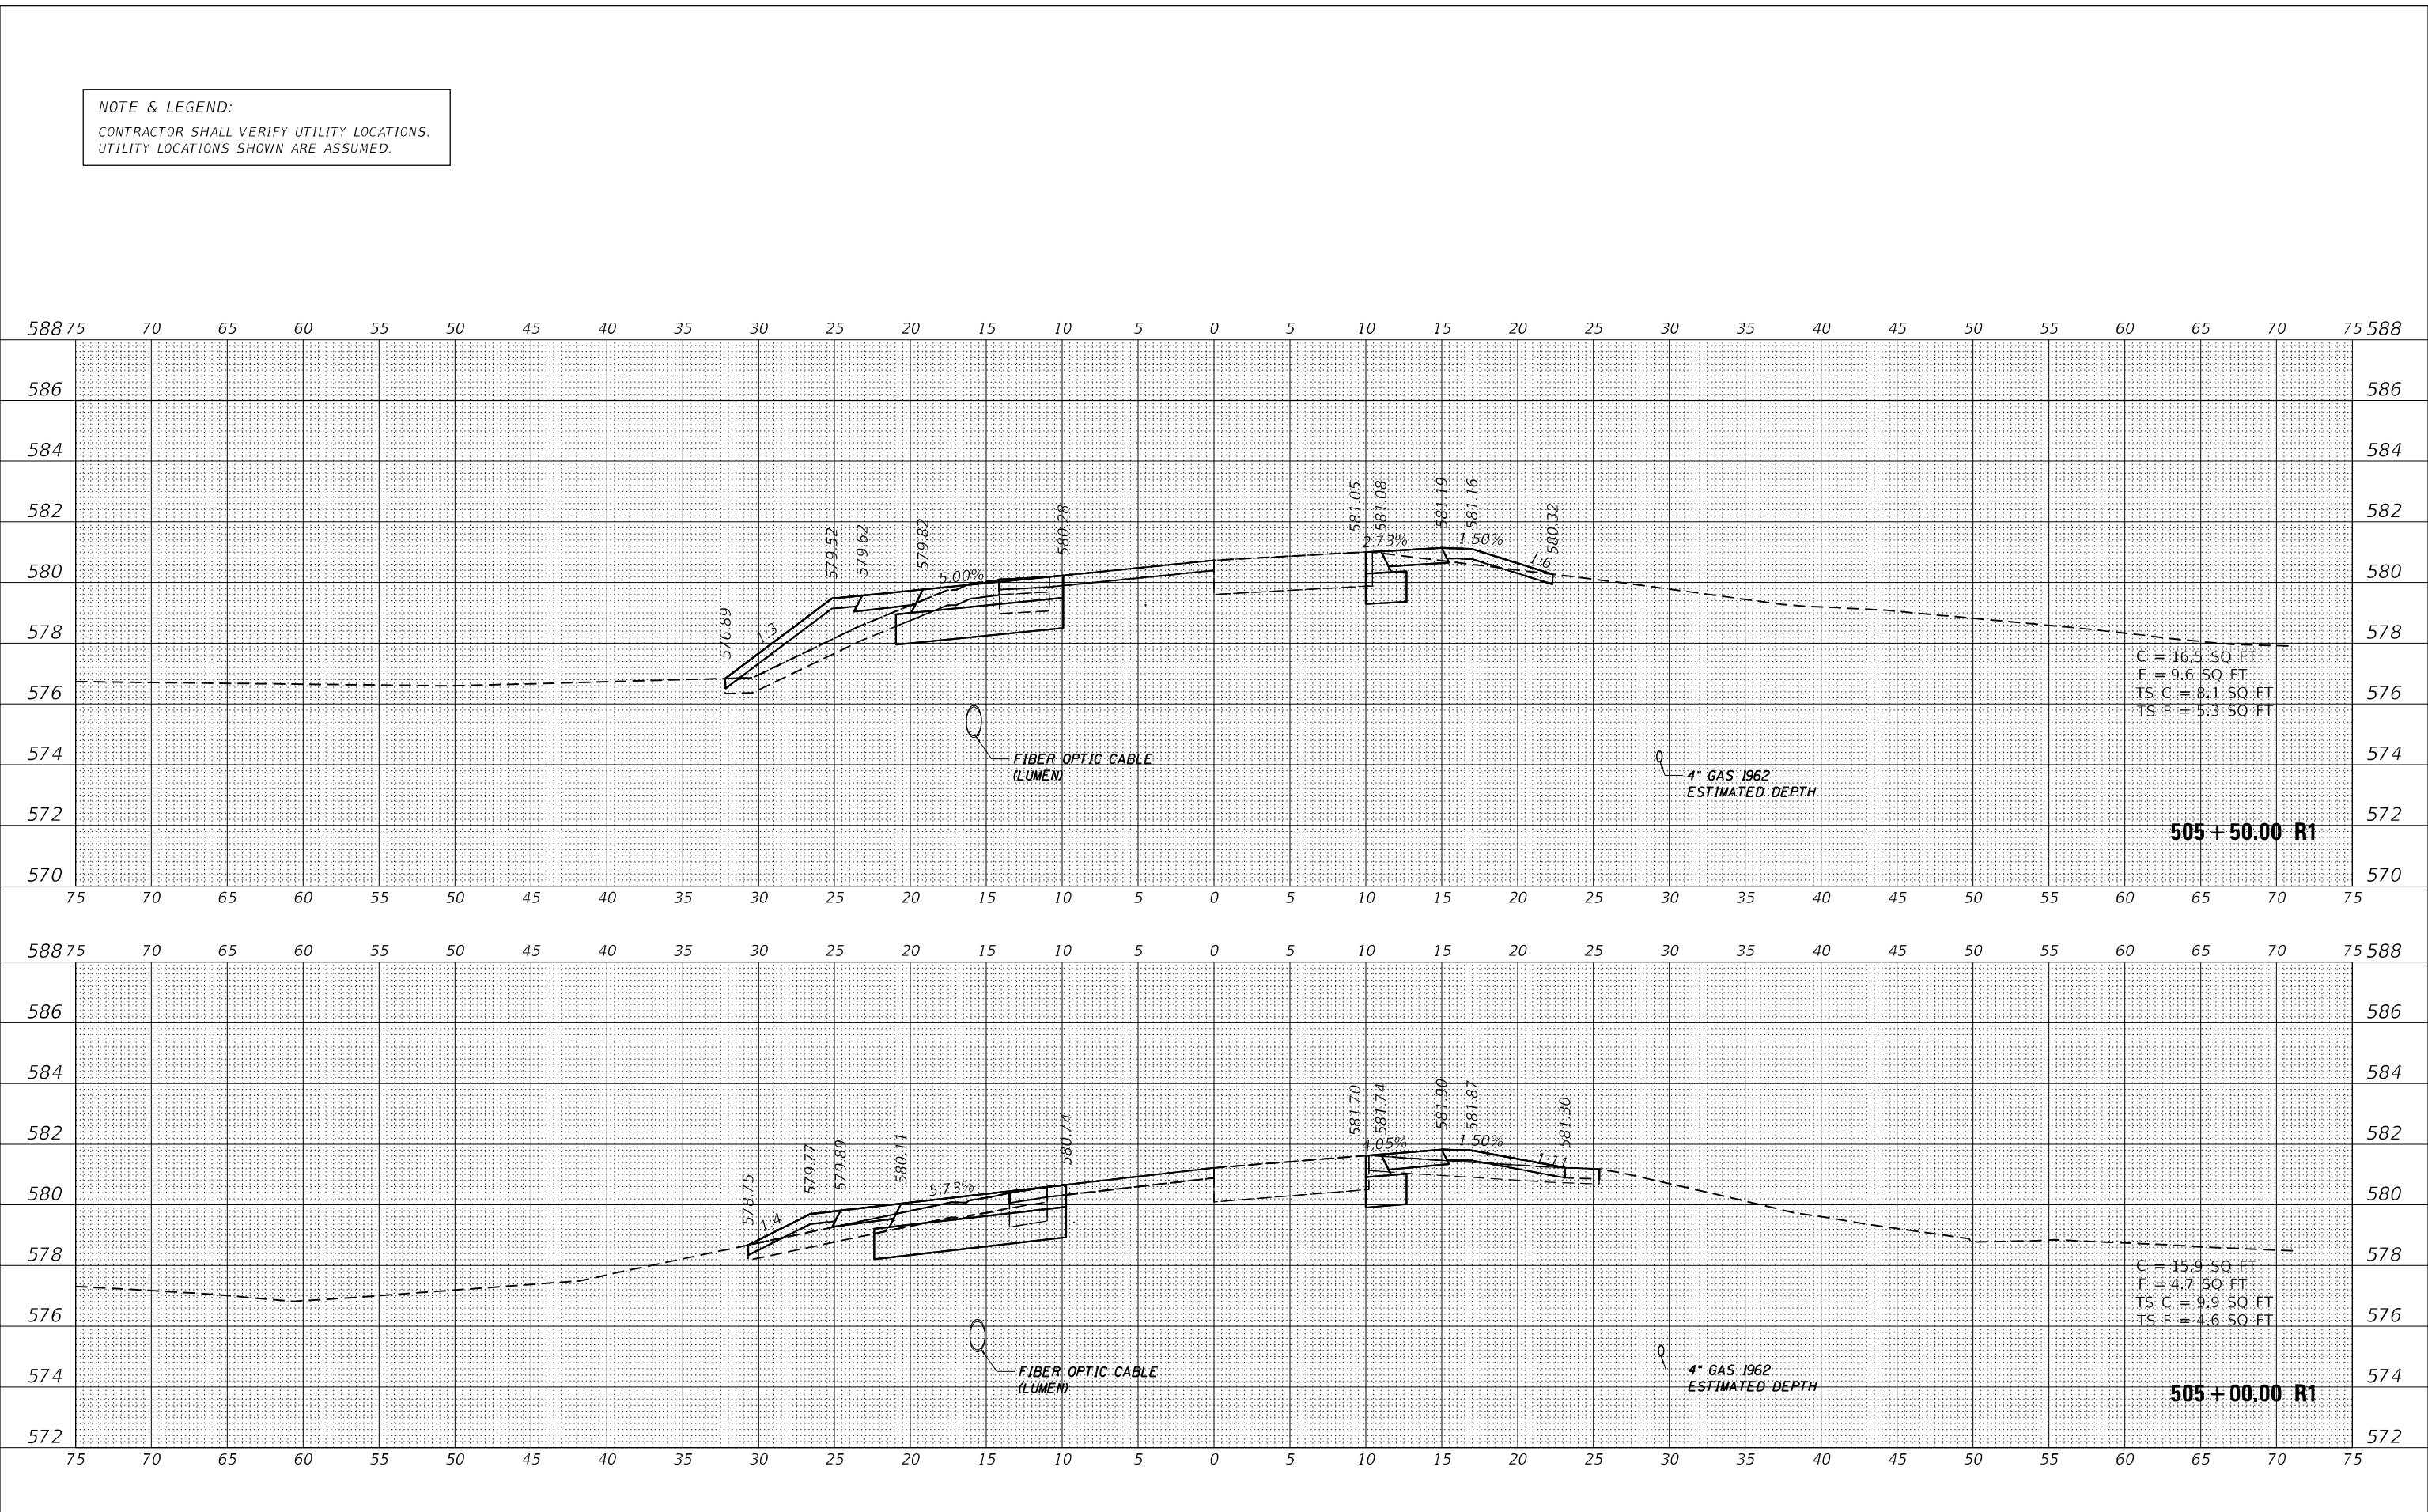 NOTE & LEGEND:
CONTRACTOR SHALL VERIFY UTILITY LOCATIONS.
UTILITY LOCATIONS SHOWN ARE ASSUMED.
588 75 70 65 60 55 50 45 40 35 30 25 20 15 10 5 0 5 10 15 20 25 30 35 40 45 50 55 60 65 70 75 588
586 586
584 584
582 582
580 580
578 578
576 576
574 574
572 572
570 570
576.89
579.52
579.62
579.82
580.28
581.05
581.08
581.19
581.16
580.32
1:3
5.00%
2.73%
1.50%
1:6
C = 16.5 SQ FT
F = 9.6 SQ FT
TS C = 8.1 SQ FT
TS F = 5.3 SQ FT
FIBER OPTIC CABLE
(LUMEN)
4" GAS 1962
ESTIMATED DEPTH
505 + 50.00 R1
75 70 65 60 55 50 45 40 35 30 25 20 15 10 5 0 5 10 15 20 25 30 35 40 45 50 55 60 65 70 75
588 75 70 65 60 55 50 45 40 35 30 25 20 15 10 5 0 5 10 15 20 25 30 35 40 45 50 55 60 65 70 75 588
586 586
584 584
582 582
580 580
578 578
576 576
574 574
572 572
578.75
579.77
579.89
580.11
580.74
581.70
581.74
581.90
581.87
581.30
1:4
5.73%
4.05%
1.50%
1:11
C = 15.9 SQ FT
F = 4.7 SQ FT
TS C = 9.9 SQ FT
TS F = 4.6 SQ FT
FIBER OPTIC CABLE
(LUMEN)
4" GAS 1962
ESTIMATED DEPTH
505 + 00.00 R1
75 70 65 60 55 50 45 40 35 30 25 20 15 10 5 0 5 10 15 20 25 30 35 40 45 50 55 60 65 70 75